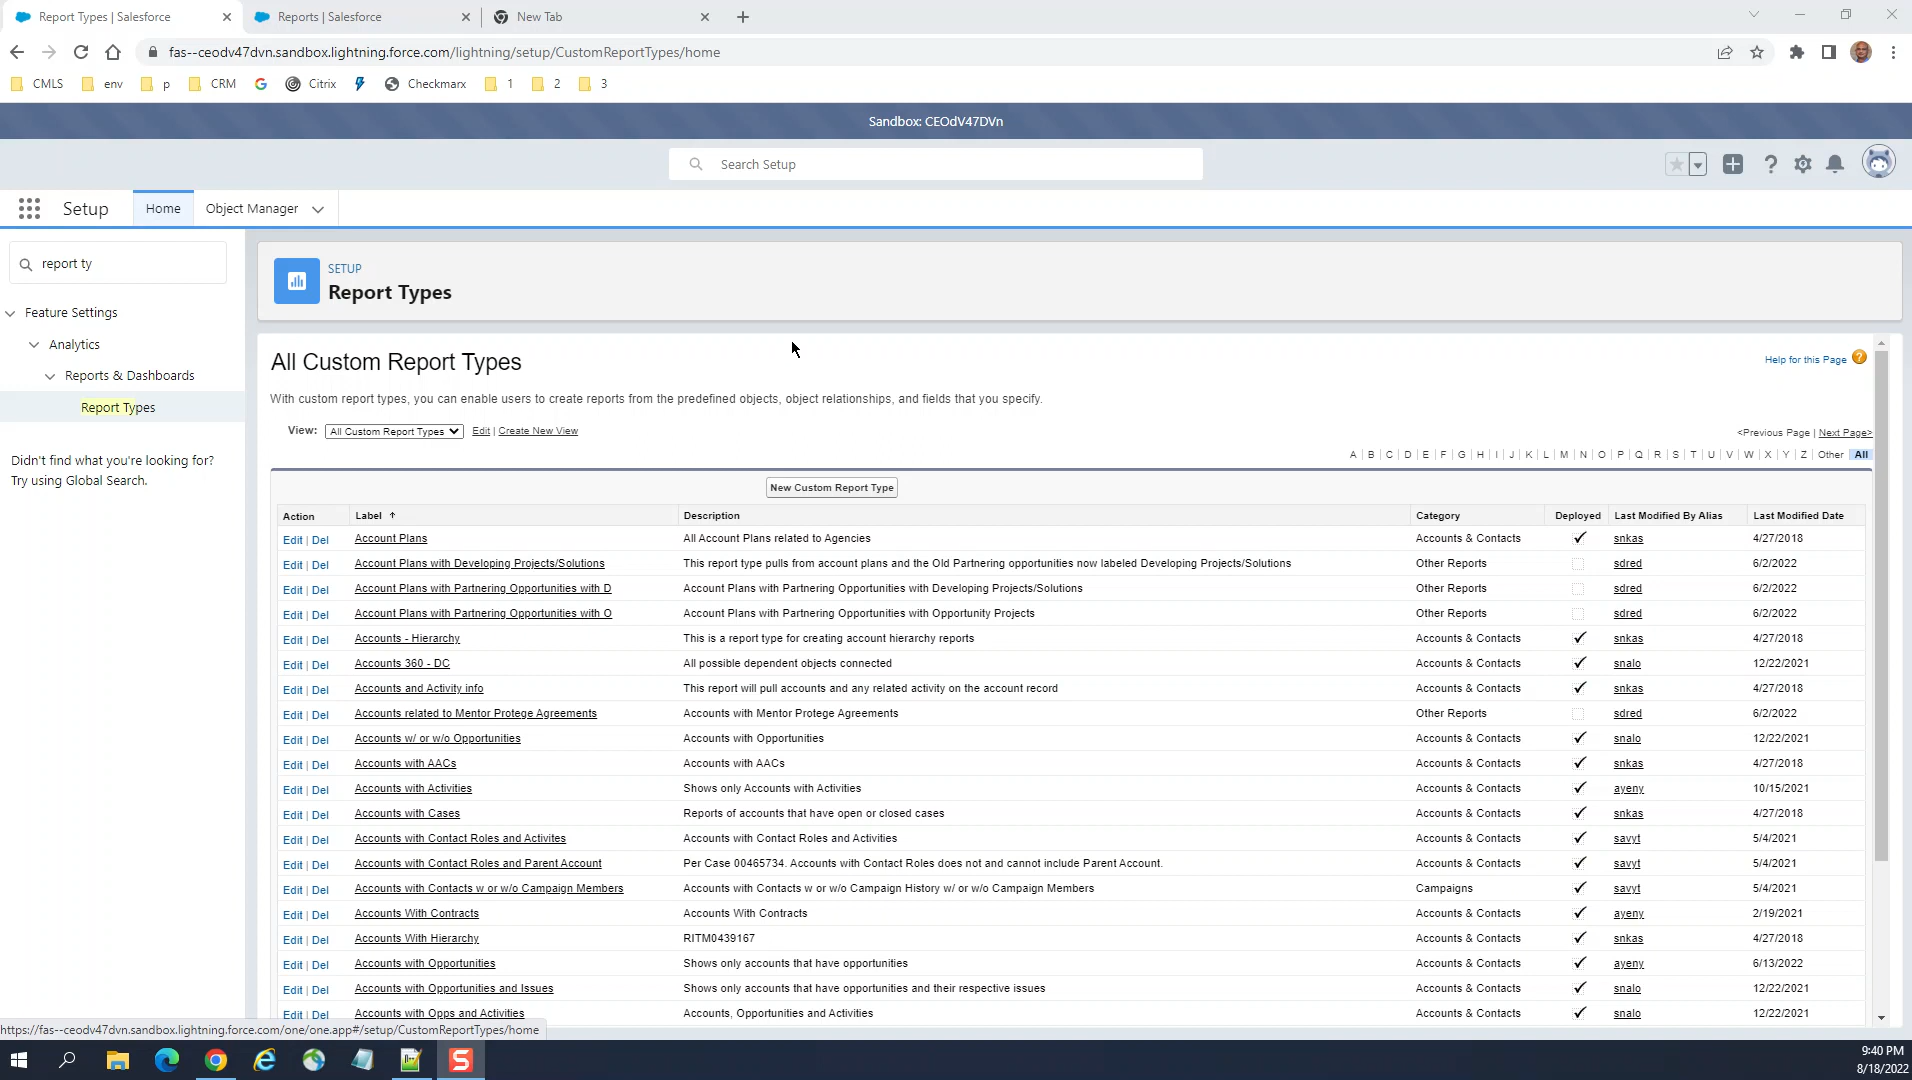 Report Types | Salesforce
Reports | Salesforce
New Tab
fas--ceodv47dvn.sandbox.lightning.force.com/lightning/setup/CustomReportTypes/home
CMLS env p CRM Citrix Checkmarx 1 2 3
Sandbox: CEOdV47DVn
Search Setup
Setup Home Object Manager
report ty
Feature Settings
Analytics
Reports & Dashboards
Report Types
Didn't find what you're looking for?
Try using Global Search.
SETUP
Report Types
All Custom Report Types
Help for this Page ?
With custom report types, you can enable users to create reports from the predefined objects, object relationships, and fields that you specify.
View: All Custom Report Types Edit | Create New View
<Previous Page | Next Page>
A | B | C | D | E | F | G | H | I | J | K | L | M | N | O | P | Q | R | S | T | U | V | W | X | Y | Z | Other All
New Custom Report Type
Action Label Description Category Deployed Last Modified By Alias Last Modified Date
Edit | Del Account Plans All Account Plans related to Agencies Accounts & Contacts ✓ snkas 4/27/2018
Edit | Del Account Plans with Developing Projects/Solutions This report type pulls from account plans and the Old Partnering opportunities now labeled Developing Projects/Solutions Other Reports sdred 6/2/2022
Edit | Del Account Plans with Partnering Opportunities with D Account Plans with Partnering Opportunities with Developing Projects/Solutions Other Reports sdred 6/2/2022
Edit | Del Account Plans with Partnering Opportunities with O Account Plans with Partnering Opportunities with Opportunity Projects Other Reports sdred 6/2/2022
Edit | Del Accounts - Hierarchy This is a report type for creating account hierarchy reports Accounts & Contacts ✓ snkas 4/27/2018
Edit | Del Accounts 360 - DC All possible dependent objects connected Accounts & Contacts ✓ snalo 12/22/2021
Edit | Del Accounts and Activity info This report will pull accounts and any related activity on the account record Accounts & Contacts ✓ snkas 4/27/2018
Edit | Del Accounts related to Mentor Protege Agreements Accounts with Mentor Protege Agreements Other Reports sdred 6/2/2022
Edit | Del Accounts w/ or w/o Opportunities Accounts with Opportunities Accounts & Contacts ✓ snalo 12/22/2021
Edit | Del Accounts with AACs Accounts with AACs Accounts & Contacts ✓ snkas 4/27/2018
Edit | Del Accounts with Activities Shows only Accounts with Activities Accounts & Contacts ✓ ayeny 10/15/2021
Edit | Del Accounts with Cases Reports of accounts that have open or closed cases Accounts & Contacts ✓ snkas 4/27/2018
Edit | Del Accounts with Contact Roles and Activites Accounts with Contact Roles and Activities Accounts & Contacts ✓ savyt 5/4/2021
Edit | Del Accounts with Contact Roles and Parent Account Per Case 00465734. Accounts with Contact Roles does not and cannot include Parent Account. Accounts & Contacts ✓ savyt 5/4/2021
Edit | Del Accounts with Contacts w or w/o Campaign Members Accounts with Contacts w or w/o Campaign History w/ or w/o Campaign Members Campaigns ✓ savyt 5/4/2021
Edit | Del Accounts With Contracts Accounts With Contracts Accounts & Contacts ✓ ayeny 2/19/2021
Edit | Del Accounts With Hierarchy RITM0439167 Accounts & Contacts ✓ snkas 4/27/2018
Edit | Del Accounts with Opportunities Shows only accounts that have opportunities Accounts & Contacts ✓ ayeny 6/13/2022
Edit | Del Accounts with Opportunities and Issues Shows only accounts that have opportunities and their respective issues Accounts & Contacts ✓ snalo 12/22/2021
Edit | Del Accounts with Opps and Activities Accounts, Opportunities and Activities Accounts & Contacts ✓ snalo 12/22/2021
https://fas--ceodv47dvn.sandbox.lightning.force.com/one/one.app#/setup/CustomReportTypes/home
9:40 PM
8/18/2022